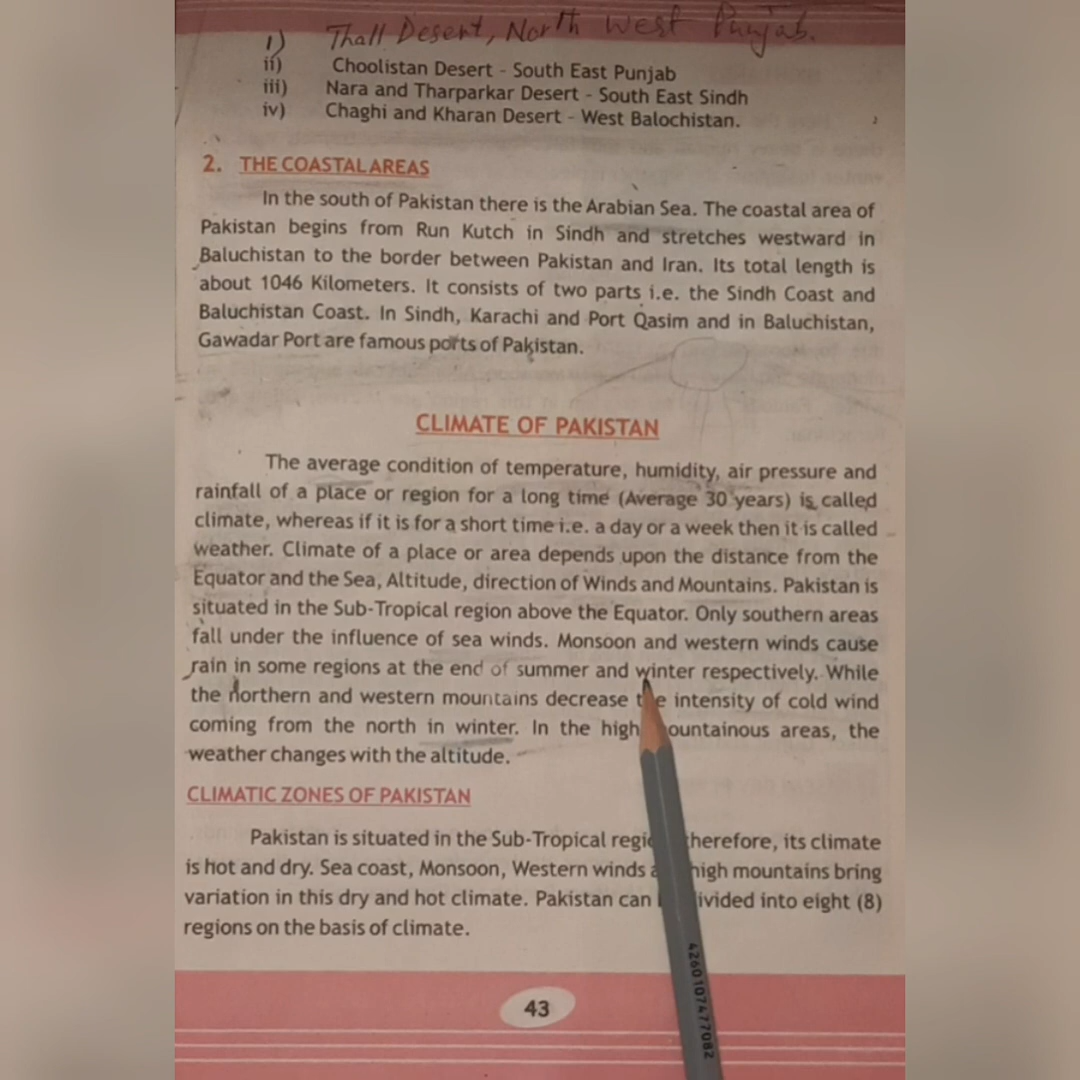 1) Thall Desert, North West Punjab.
ii) Choolistan Desert - South East Punjab
iii) Nara and Tharparkar Desert - South East Sindh
iv) Chaghi and Kharan Desert - West Balochistan.
2. THE COASTAL AREAS
In the south of Pakistan there is the Arabian Sea. The coastal area of
Pakistan begins from Run Kutch in Sindh and stretches westward in
Baluchistan to the border between Pakistan and Iran. Its total length is
about 1046 Kilometers. It consists of two parts i.e. the Sindh Coast and
Baluchistan Coast. In Sindh, Karachi and Port Qasim and in Baluchistan,
Gawadar Port are famous ports of Pakistan.
CLIMATE OF PAKISTAN
The average condition of temperature, humidity, air pressure and
rainfall of a place or region for a long time (Average 30 years) is called
climate, whereas if it is for a short time i.e. a day or a week then it is called
weather. Climate of a place or area depends upon the distance from the
Equator and the Sea, Altitude, direction of Winds and Mountains. Pakistan is
situated in the Sub-Tropical region above the Equator. Only southern areas
fall under the influence of sea winds. Monsoon and western winds cause
rain in some regions at the end of summer and winter respectively. While
the northern and western mountains decrease the intensity of cold wind
coming from the north in winter. In the high mountainous areas, the
weather changes with the altitude.
CLIMATIC ZONES OF PAKISTAN
Pakistan is situated in the Sub-Tropical region therefore, its climate
is hot and dry. Sea coast, Monsoon, Western winds high mountains bring
variation in this dry and hot climate. Pakistan can divided into eight (8)
regions on the basis of climate.
43
4260107477082